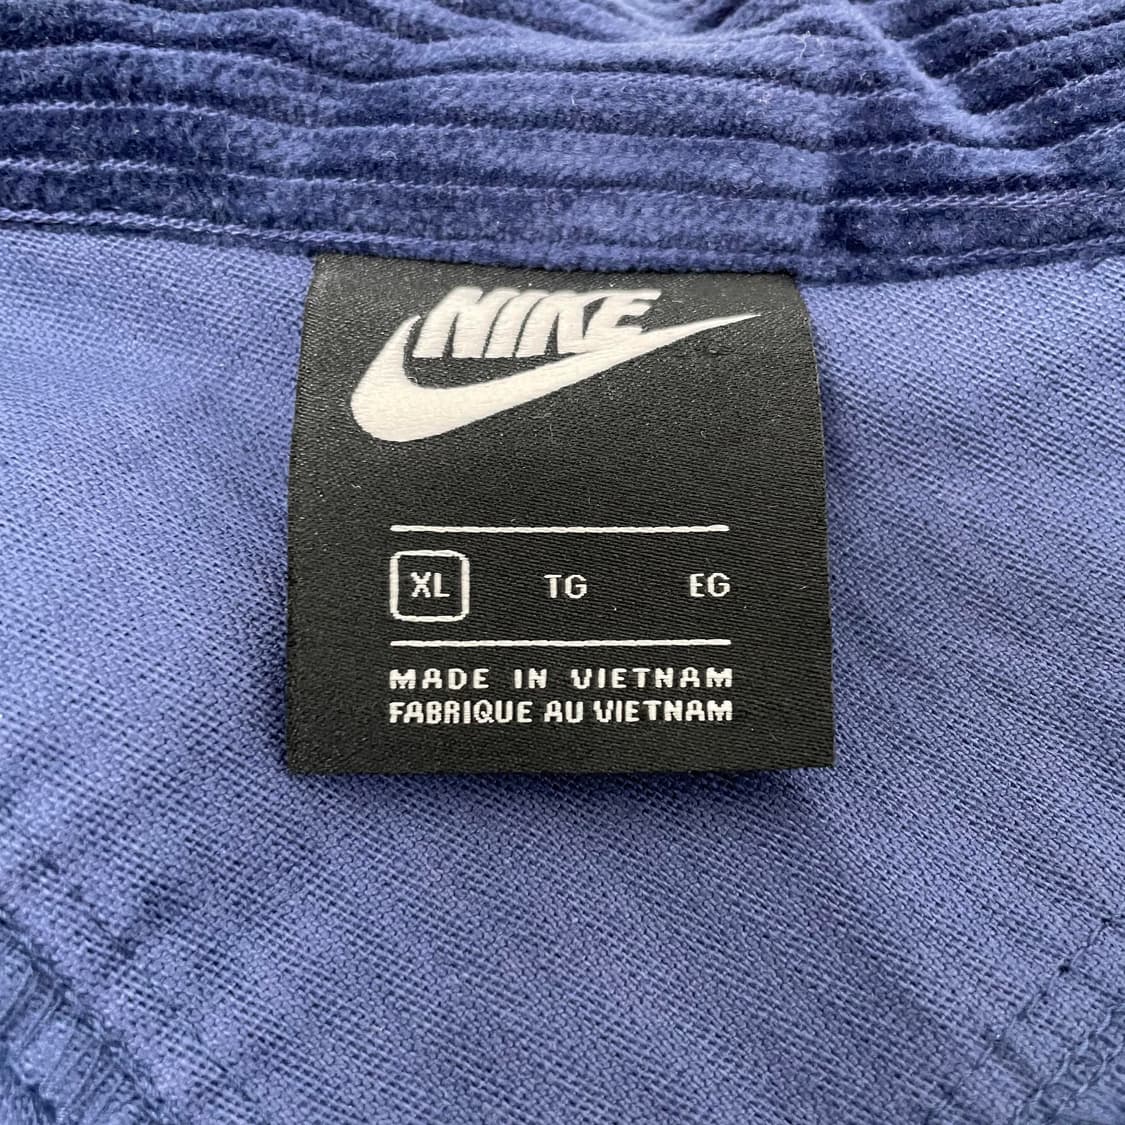 NIKE
XL TG EG
MADE IN VIETNAM
FABRIQUE AU VIETNAM